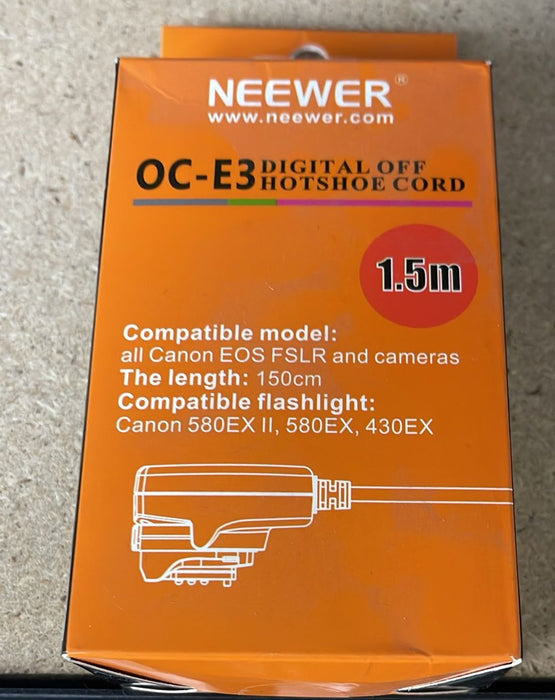 NEEWER®
www.neewer.com
OC-E3 DIGITAL OFF
HOTSHOE CORD
1.5m
Compatible model:
all Canon EOS FSLR and cameras
The length: 150cm
Compatible flashlight:
Canon 580EX II, 580EX, 430EX